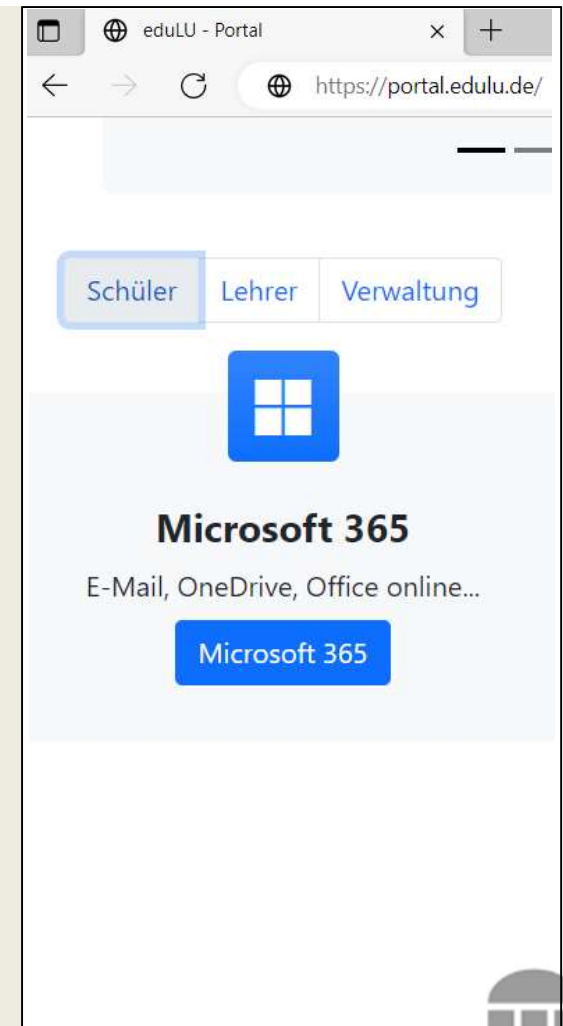 eduLU - Portal
https://portal.edulu.de/
Schüler Lehrer Verwaltung
Microsoft 365
E-Mail, OneDrive, Office online...
Microsoft 365